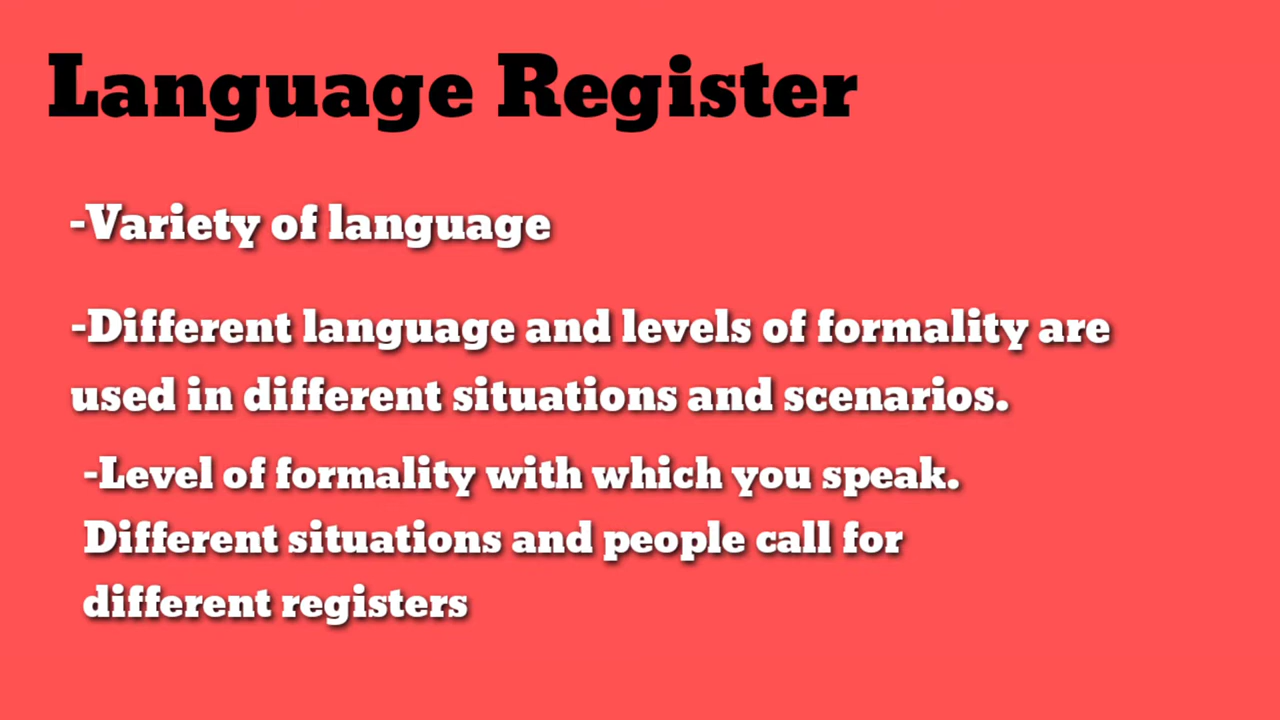 Language Register
-Variety of language
-Different language and levels of formality are
used in different situations and scenarios.
-Level of formality with which you speak.
Different situations and people call for
different registers